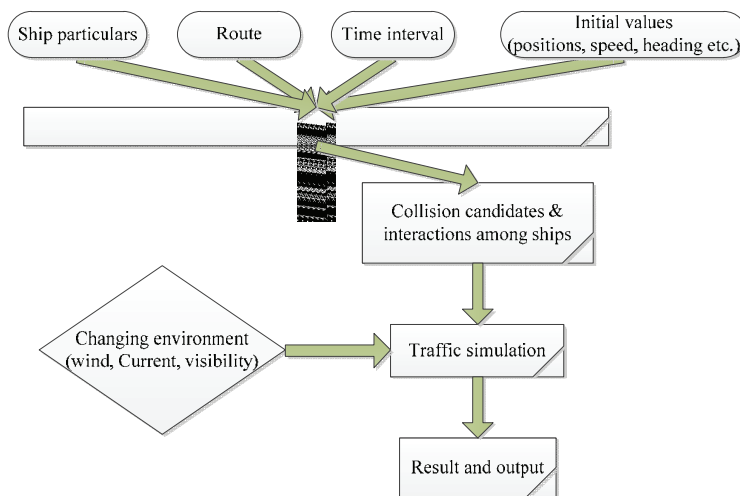 Ship particulars
Route
Time interval
Initial values
(positions, speed, heading etc.)
Collision candidates &
interactions among ships
Changing environment
(wind, Current, visibility)
Traffic simulation
Result and output